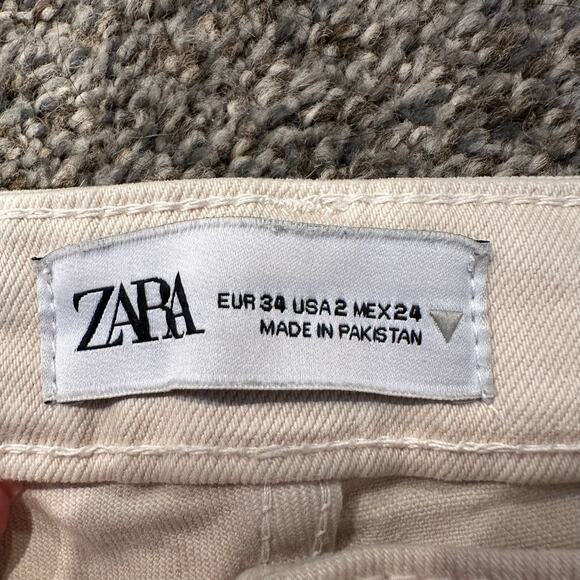 ZARA
EUR 34 USA 2 MEX 24
MADE IN PAKISTAN